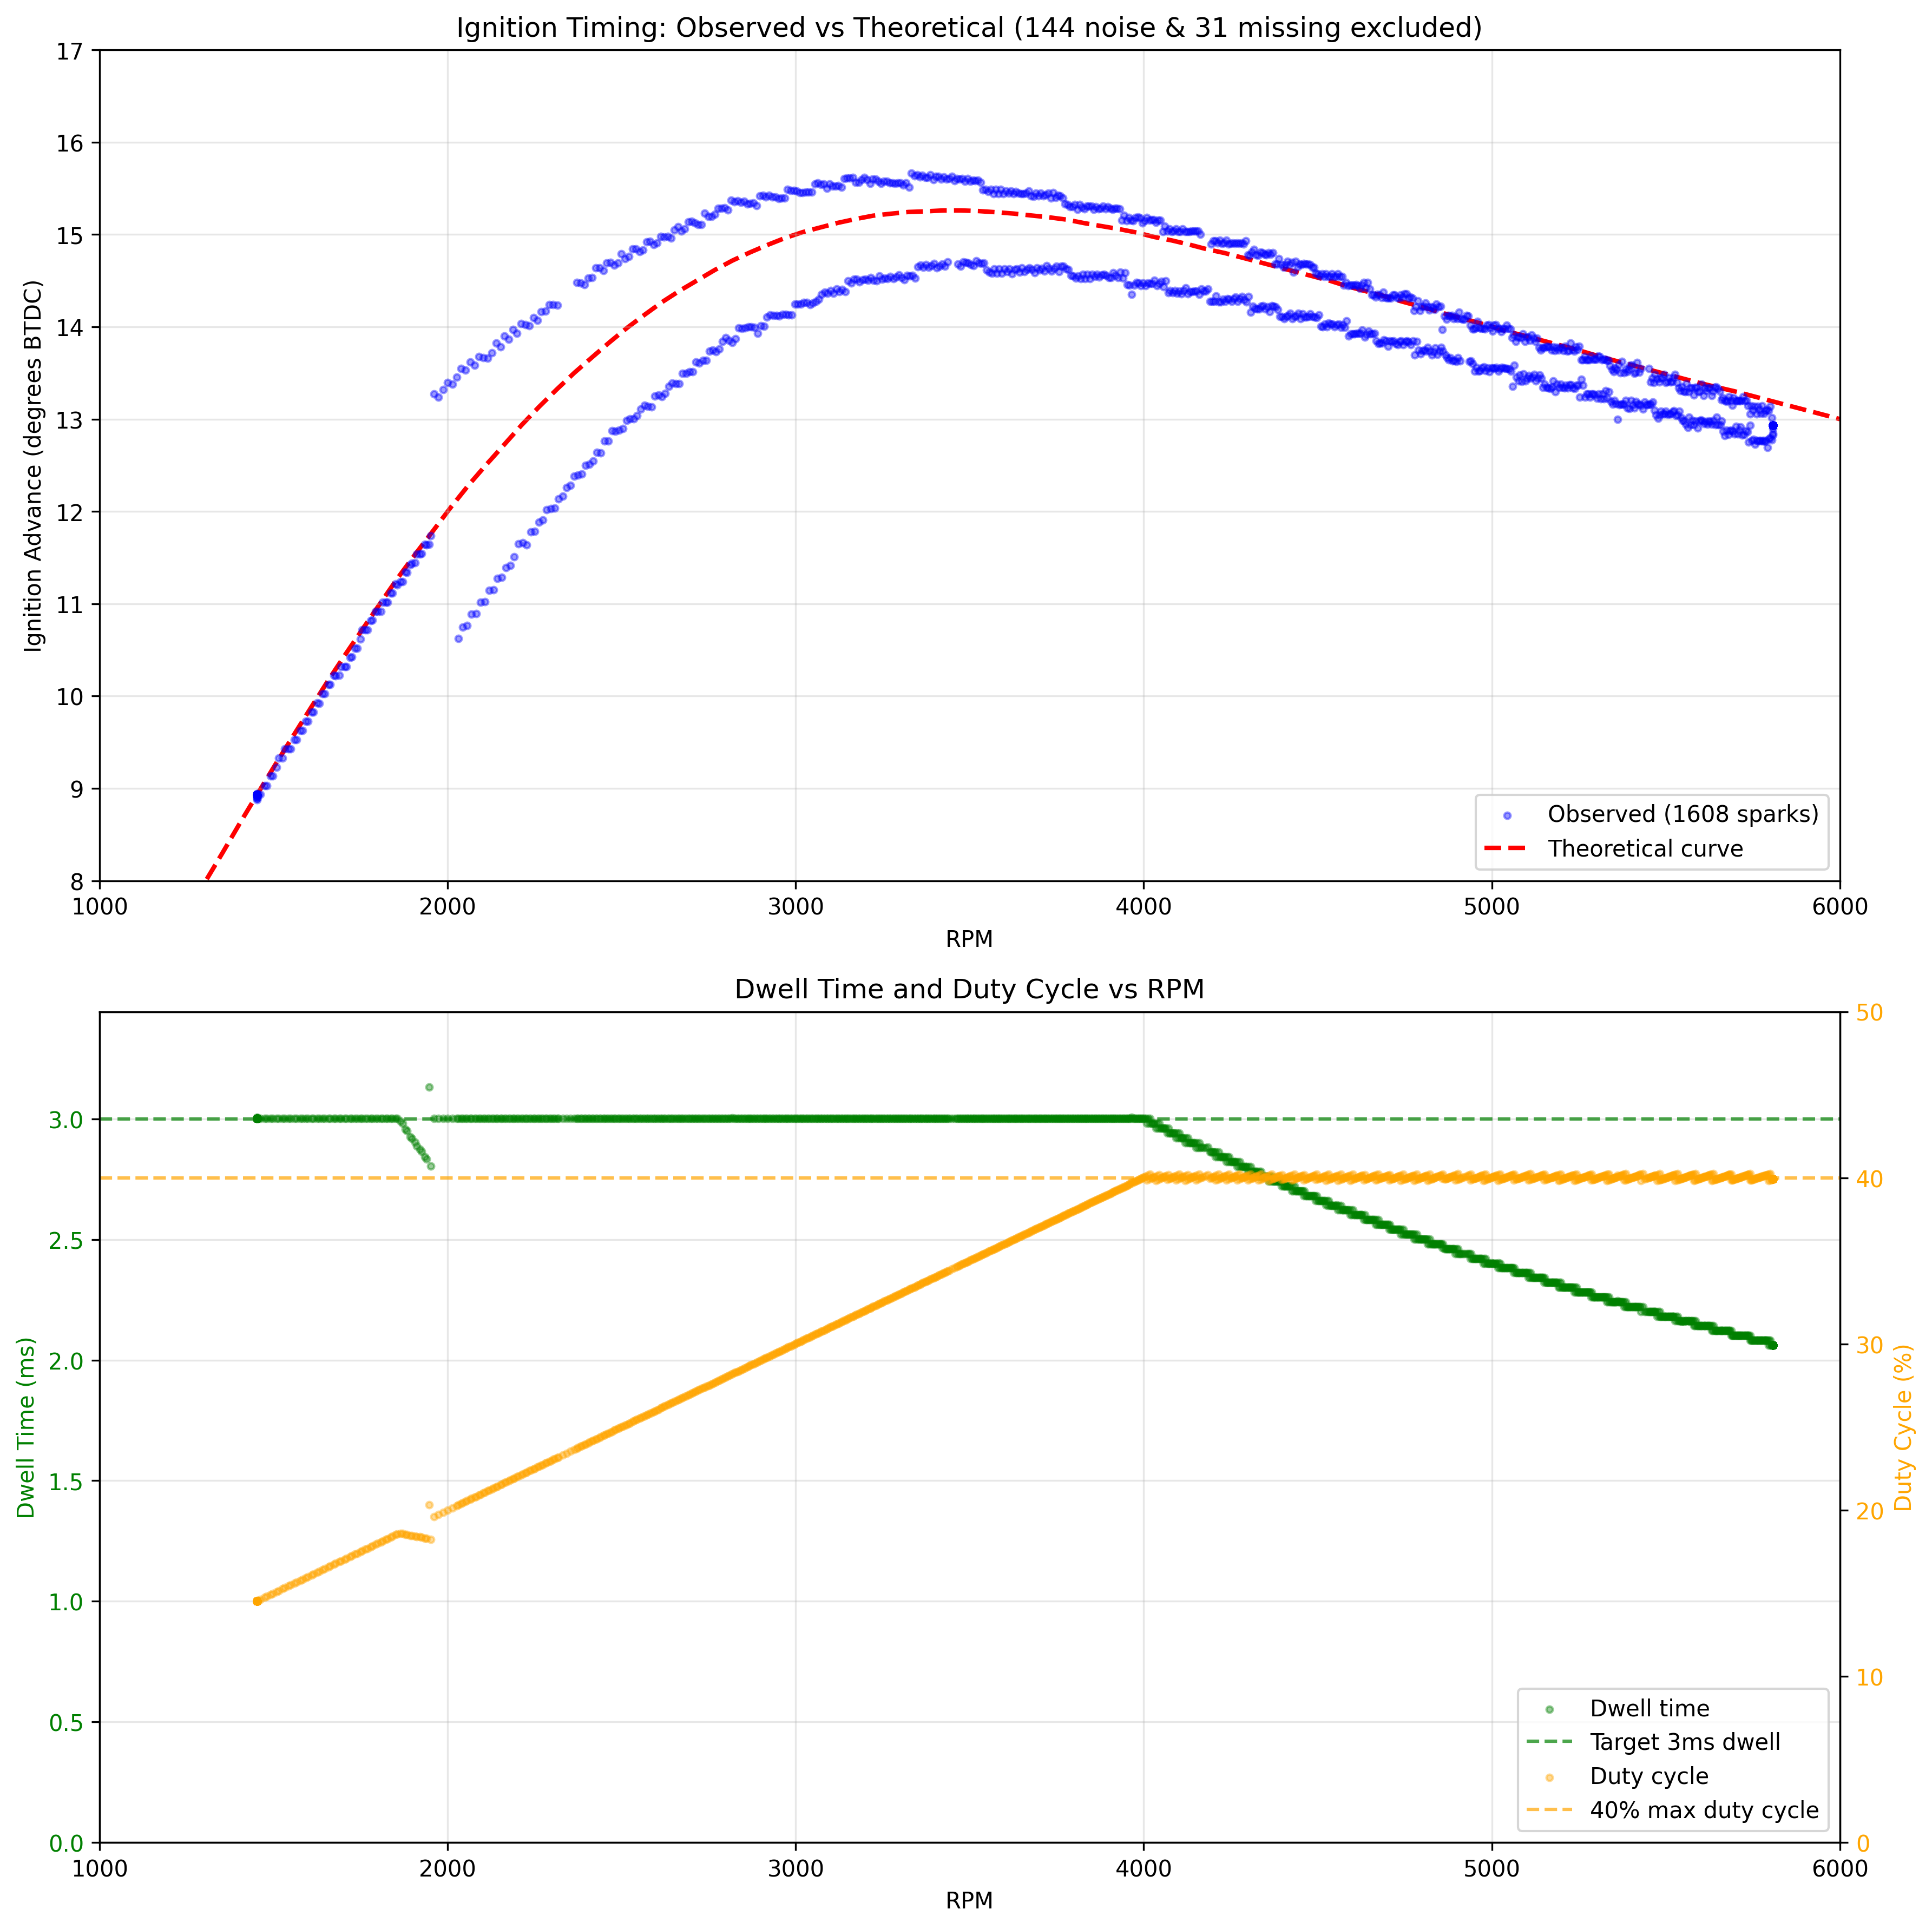 Ignition Timing: Observed vs Theoretical (144 noise & 31 missing excluded)
17
16
15
14
13
12
11
10
9
8
Ignition Advance (degrees BTDC)
Observed (1608 sparks)
Theoretical curve
1000 2000 3000 4000 5000 6000
RPM
Dwell Time and Duty Cycle vs RPM
3.0
2.5
2.0
1.5
1.0
0.5
0.0
Dwell Time (ms)
50
40
30
20
10
0
Duty Cycle (%)
Dwell time
Target 3ms dwell
Duty cycle
40% max duty cycle
1000 2000 3000 4000 5000 6000
RPM